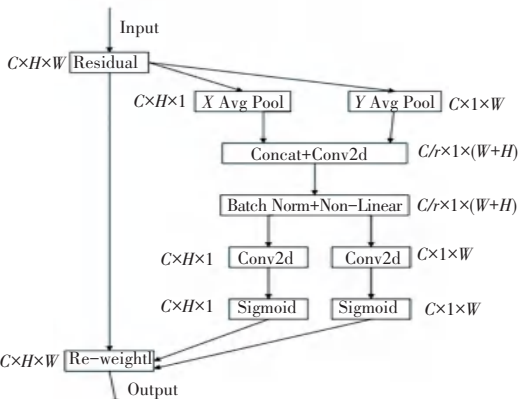 Input
C×H×W Residual
C×H×1 X Avg Pool Y Avg Pool C×1×W
Concat+Conv2d C/r×1×(W+H)
Batch Norm+Non-Linear C/r×1×(W+H)
C×H×1 Conv2d Conv2d C×1×W
C×H×1 Sigmoid Sigmoid C×1×W
C×H×W Re-weightl
Output